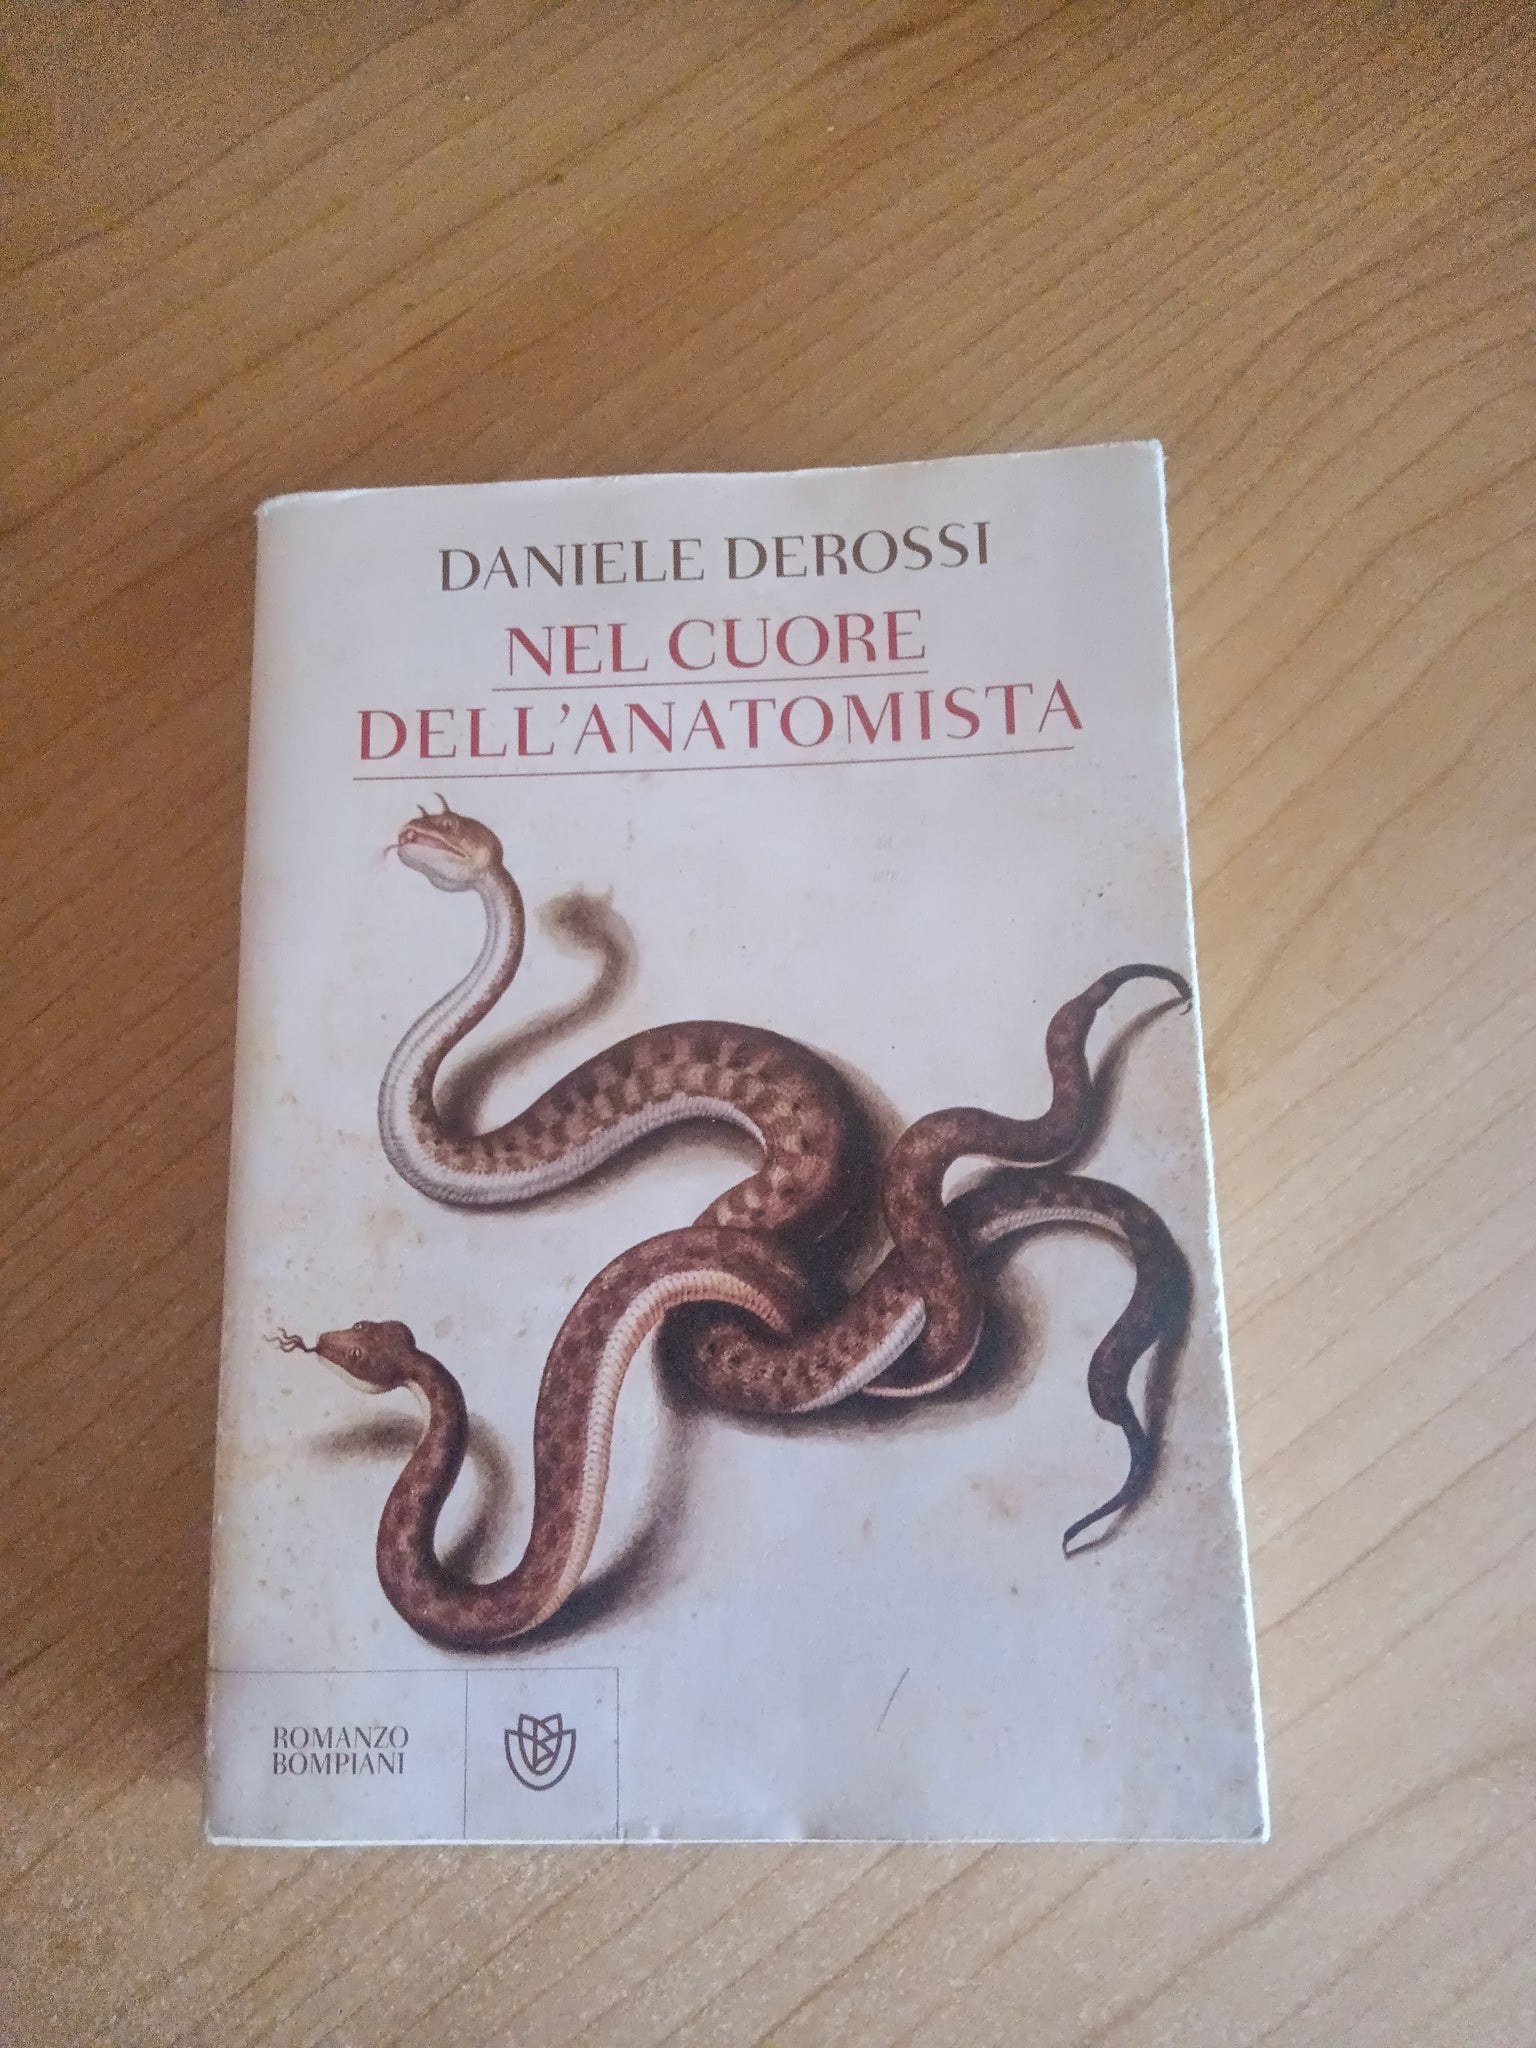 DANIELE DEROSSI
NEL CUORE
DELL'ANATOMISTA
ROMANZO
BOMPIANI